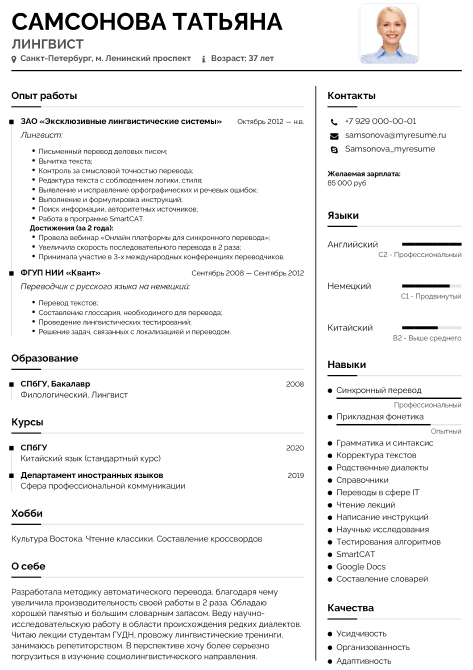 САМСОНОВА ТАТЬЯНА
ЛИНГВИСТ
Санкт-Петербург, м. Ленинский проспект Возраст: 37 лет
Опыт работы
ЗАО «Эксклюзивные лингвистические системы» Октябрь 2012 — н.в.
Лингвист:
Письменный перевод деловых писем;
Вычитка текста;
Контроль за смысловой точностью перевода;
Редактура текста с соблюдением логики, стиля;
Выявление и исправление орфографических и речевых ошибок;
Выполнение и формулировка инструкций;
Поиск информации, авторитетных источников;
Работа в программе SmartCAT.
Достижения (за 2 года):
Провела вебинар «Онлайн платформы для синхронного перевода»;
Увеличила скорость последовательного перевода в 2 раза;
Принимала участие в 3-х международных конференциях переводчиков.
ФГУП НИИ «Квант» Сентябрь 2008 — Сентябрь 2012
Переводчик с русского языка на немецкий:
Перевод текстов;
Составление глоссария, необходимого для перевода;
Проведение лингвистических тестирований;
Решение задач, связанных с локализацией и переводом.
Образование
СПбГУ, Бакалавр 2008
Филологический, Лингвист
Курсы
СПбГУ 2020
Китайский язык (стандартный курс)
Департамент иностранных языков 2019
Сфера профессиональной коммуникации
Хобби
Культура Востока. Чтение классики. Составление кроссвордов
О себе
Разработала методику автоматического перевода, благодаря чему
увеличила производительность своей работы в 2 раза. Обладаю
хорошей памятью и большим словарным запасом. Веду научно-
исследовательскую работу в области происхождения редких диалектов.
Читаю лекции студентам ГУДН, провожу лингвистические тренинги,
занимаюсь репетиторством. В перспективе хочу более серьезно
погрузиться в изучение социолингвистического направления.
Контакты
+7 929 000-00-01
samsonova@myresume.ru
Samsonova_myresume
Желаемая зарплата:
85 000 руб
Языки
Английский
C2 - Профессиональный
Немецкий
C1 - Продвинутый
Китайский
B2 - Выше среднего
Навыки
Синхронный перевод
Профессиональный
Прикладная фонетика
Опытный
Грамматика и синтаксис
Корректура текстов
Родственные диалекты
Справочники
Переводы в сфере IT
Чтение лекций
Написание инструкций
Научные исследования
Тестирования алгоритмов
SmartCAT
Google Docs
Составление словарей
Качества
Усидчивость
Организованность
Адаптивность